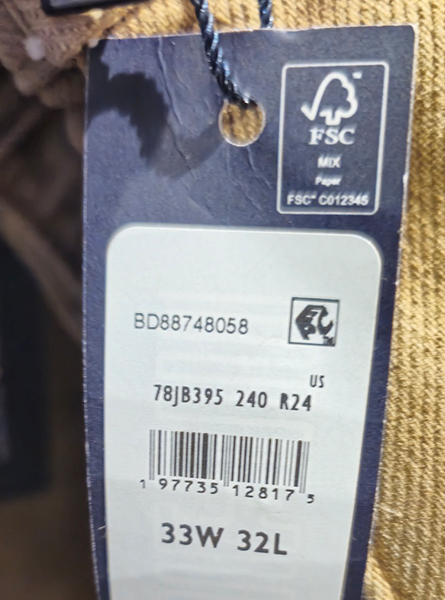 FSC
MIX
Paper
FSC® C012345
BD88748058
US
78JB395 240 R24
1 97735 12817 5
33W 32L